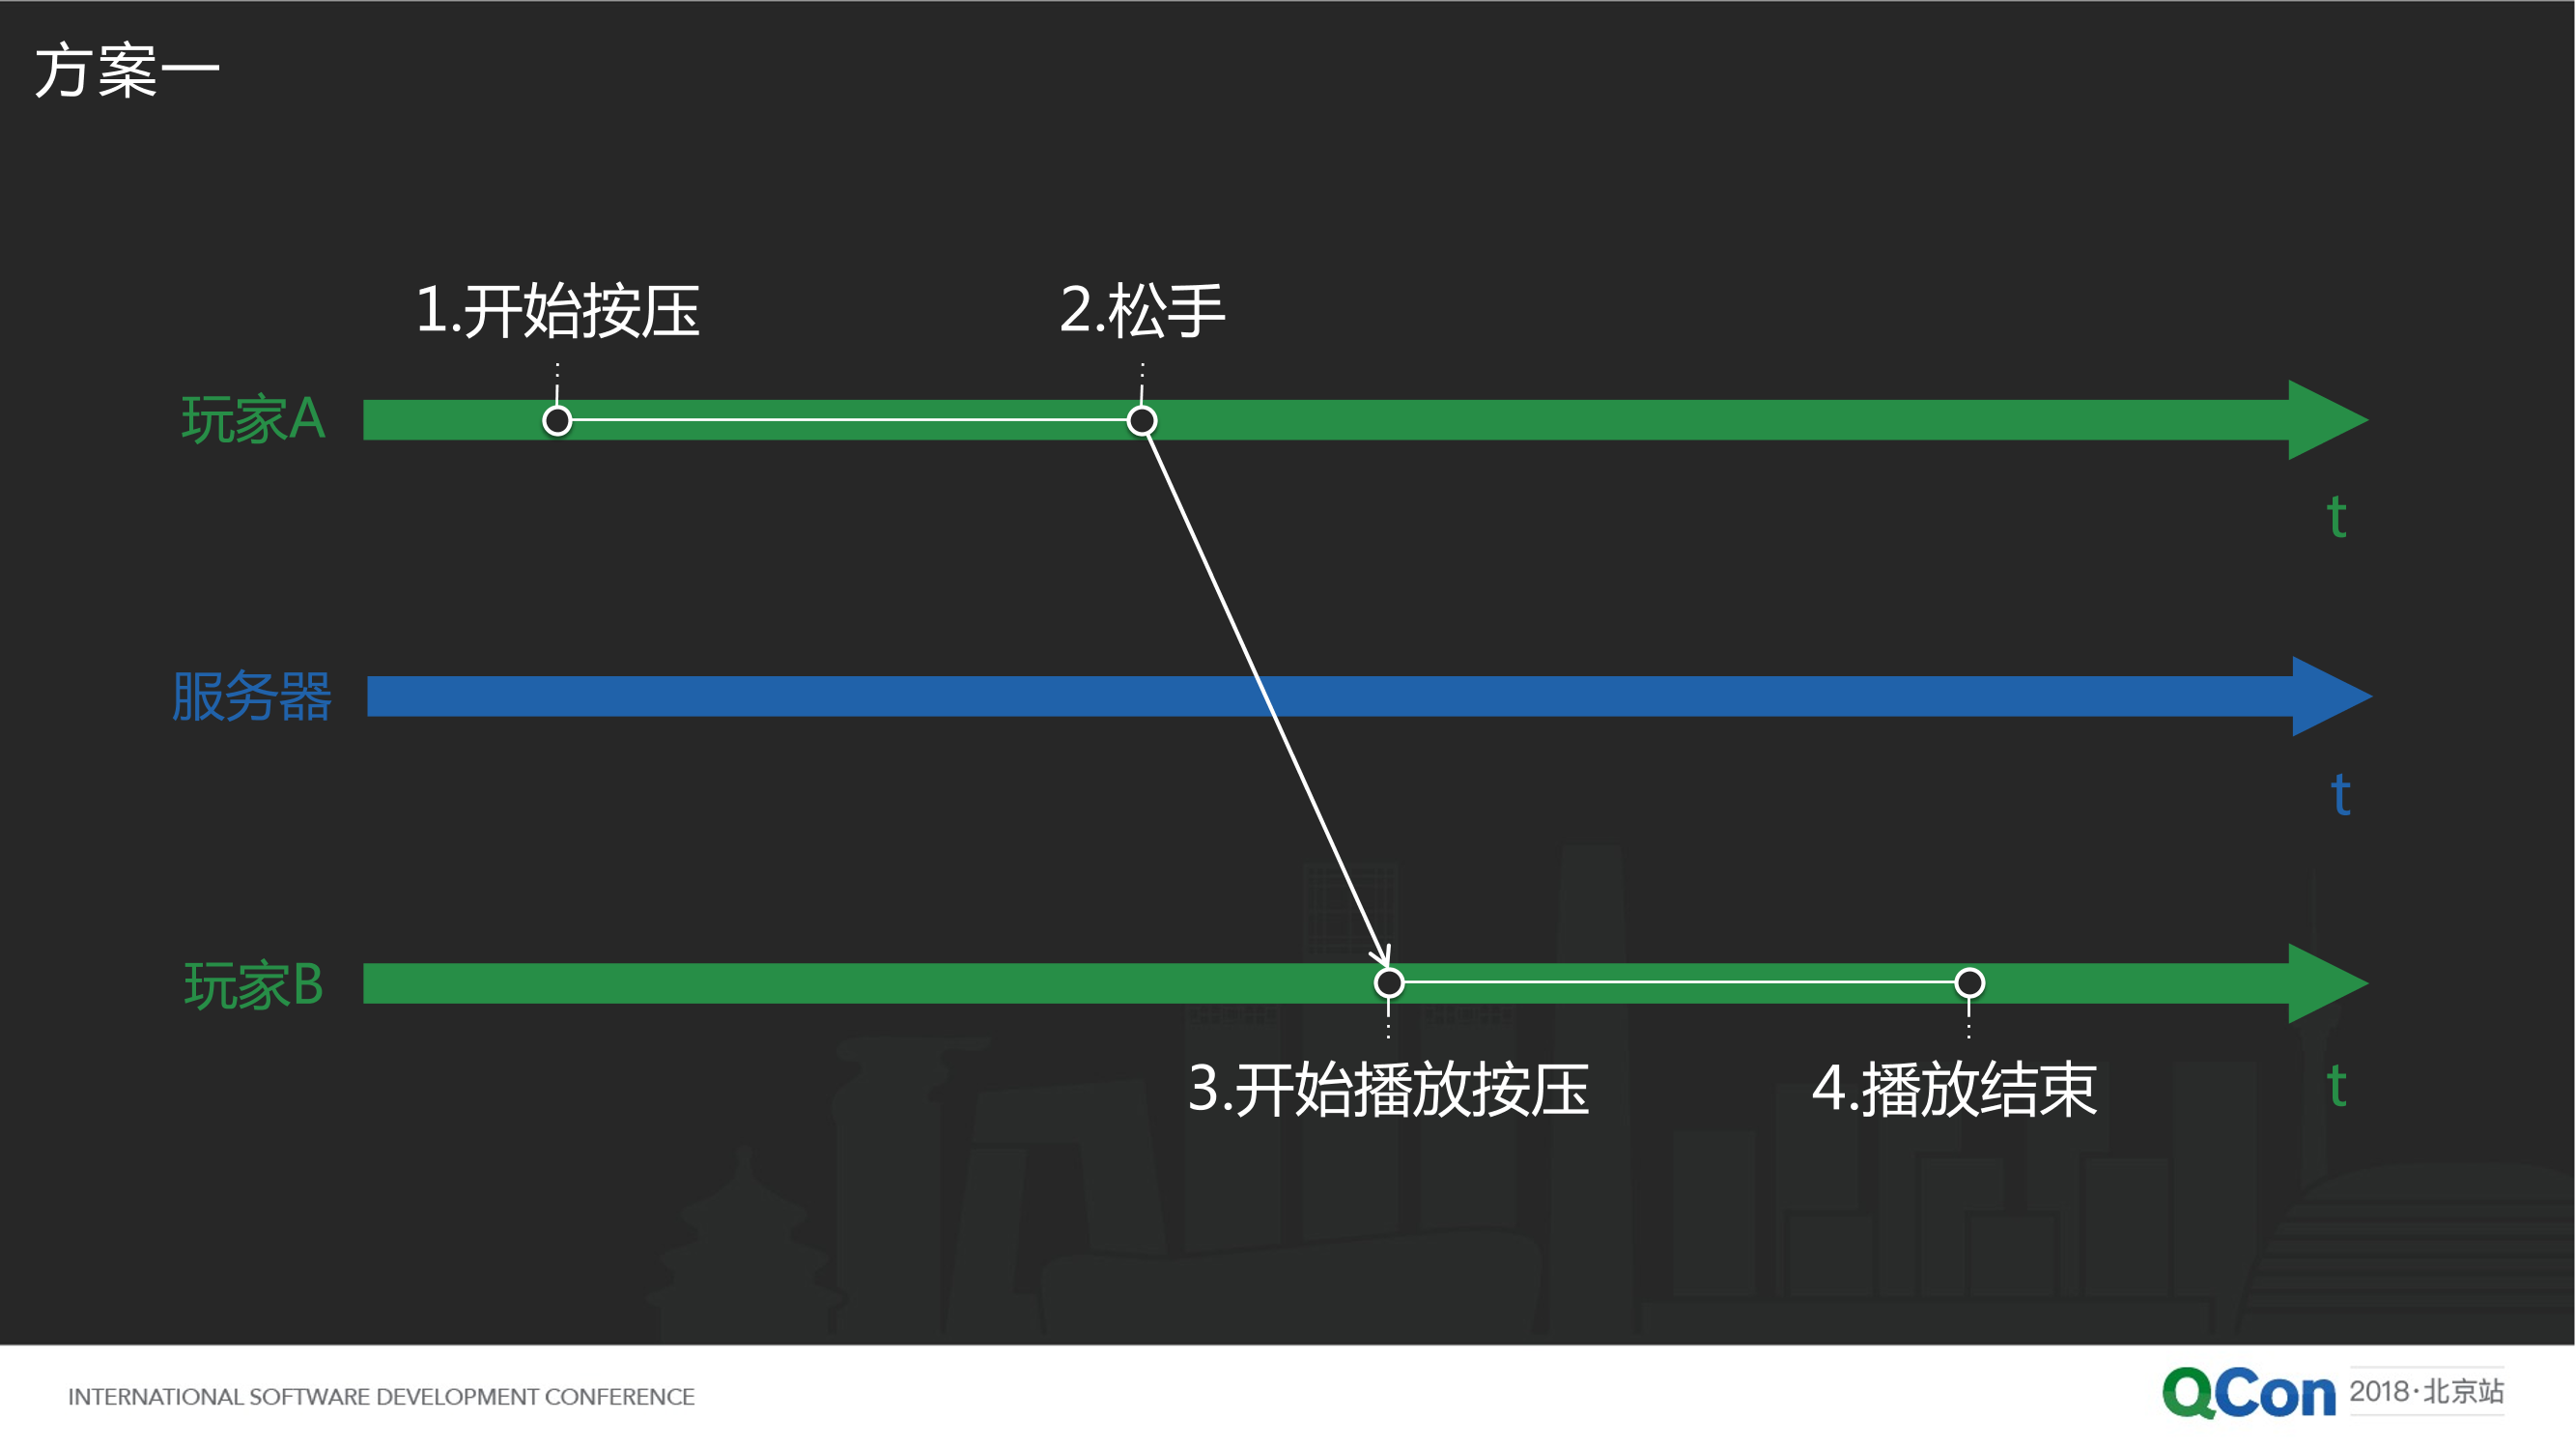 方案一
1.开始按压
2.松手
玩家A
t
服务器
t
玩家B
3.开始播放按压
4.播放结束
t
INTERNATIONAL SOFTWARE DEVELOPMENT CONFERENCE
QCon 2018·北京站